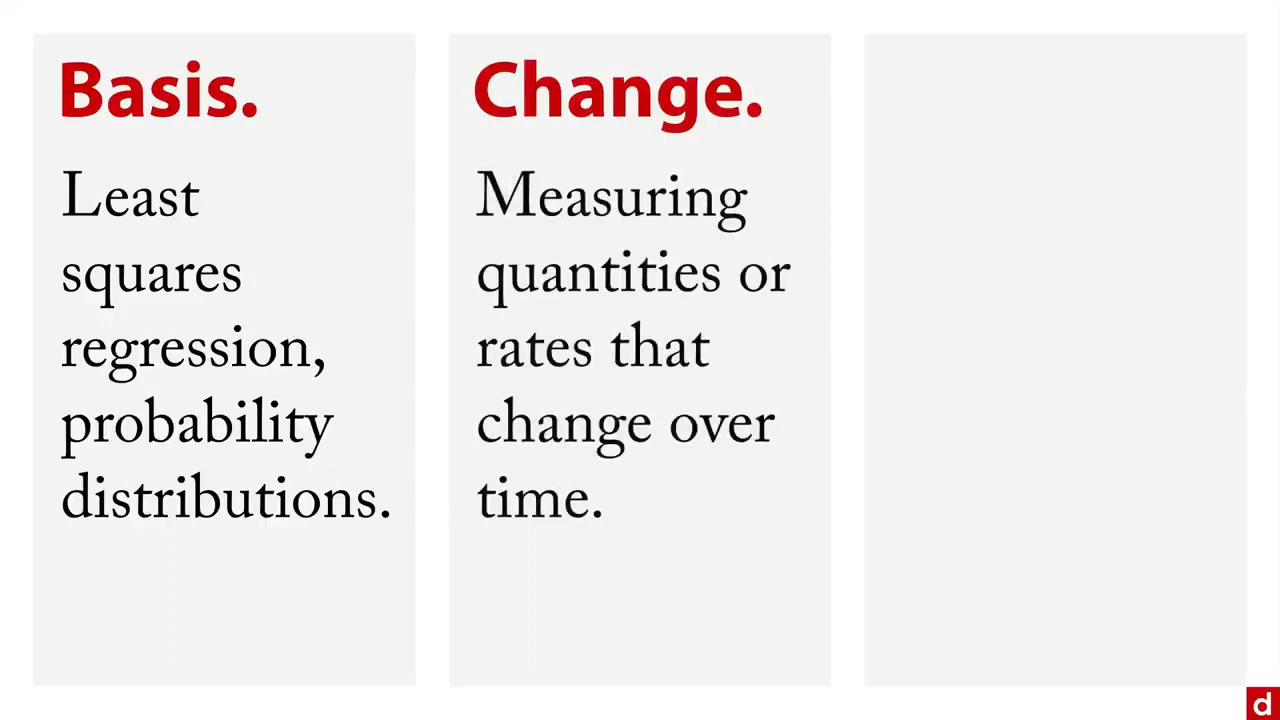 Basis.
Least
squares
regression,
probability
distributions.
Change.
Measuring
quantities or
rates that
change over
time.
d